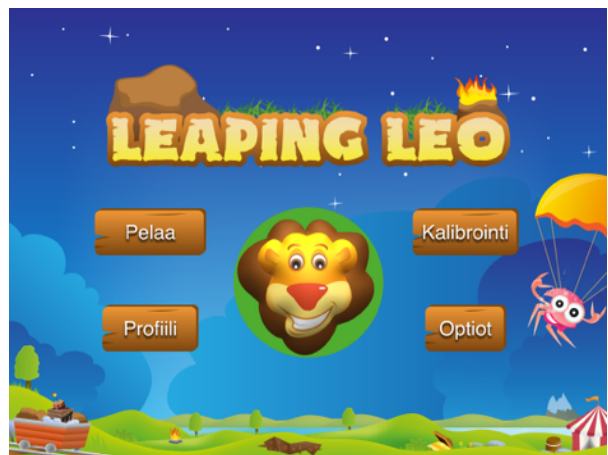 LEAPING LEO
Pelaa
Kalibrointi
Profiili
Optiot